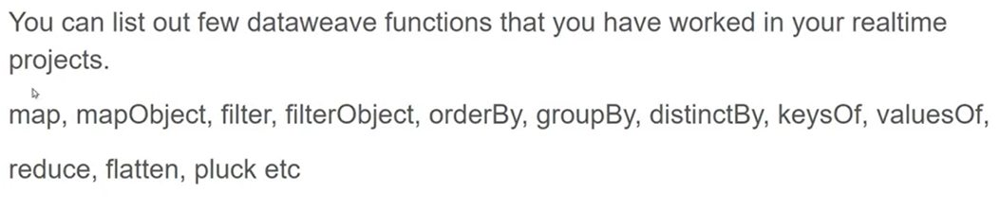 You can list out few dataweave functions that you have worked in your realtime
projects.
map, mapObject, filter, filterObject, orderBy, groupBy, distinctBy, keysOf, valuesOf,
reduce, flatten, pluck etc